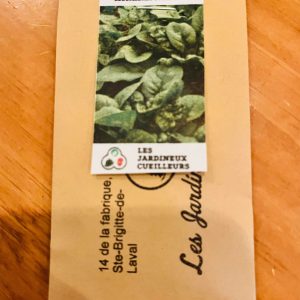 LES
JARDINEUX
CUEILLEURS
14 de la fabrique,
Ste-Brigitte-de-
Laval
Les Jardi